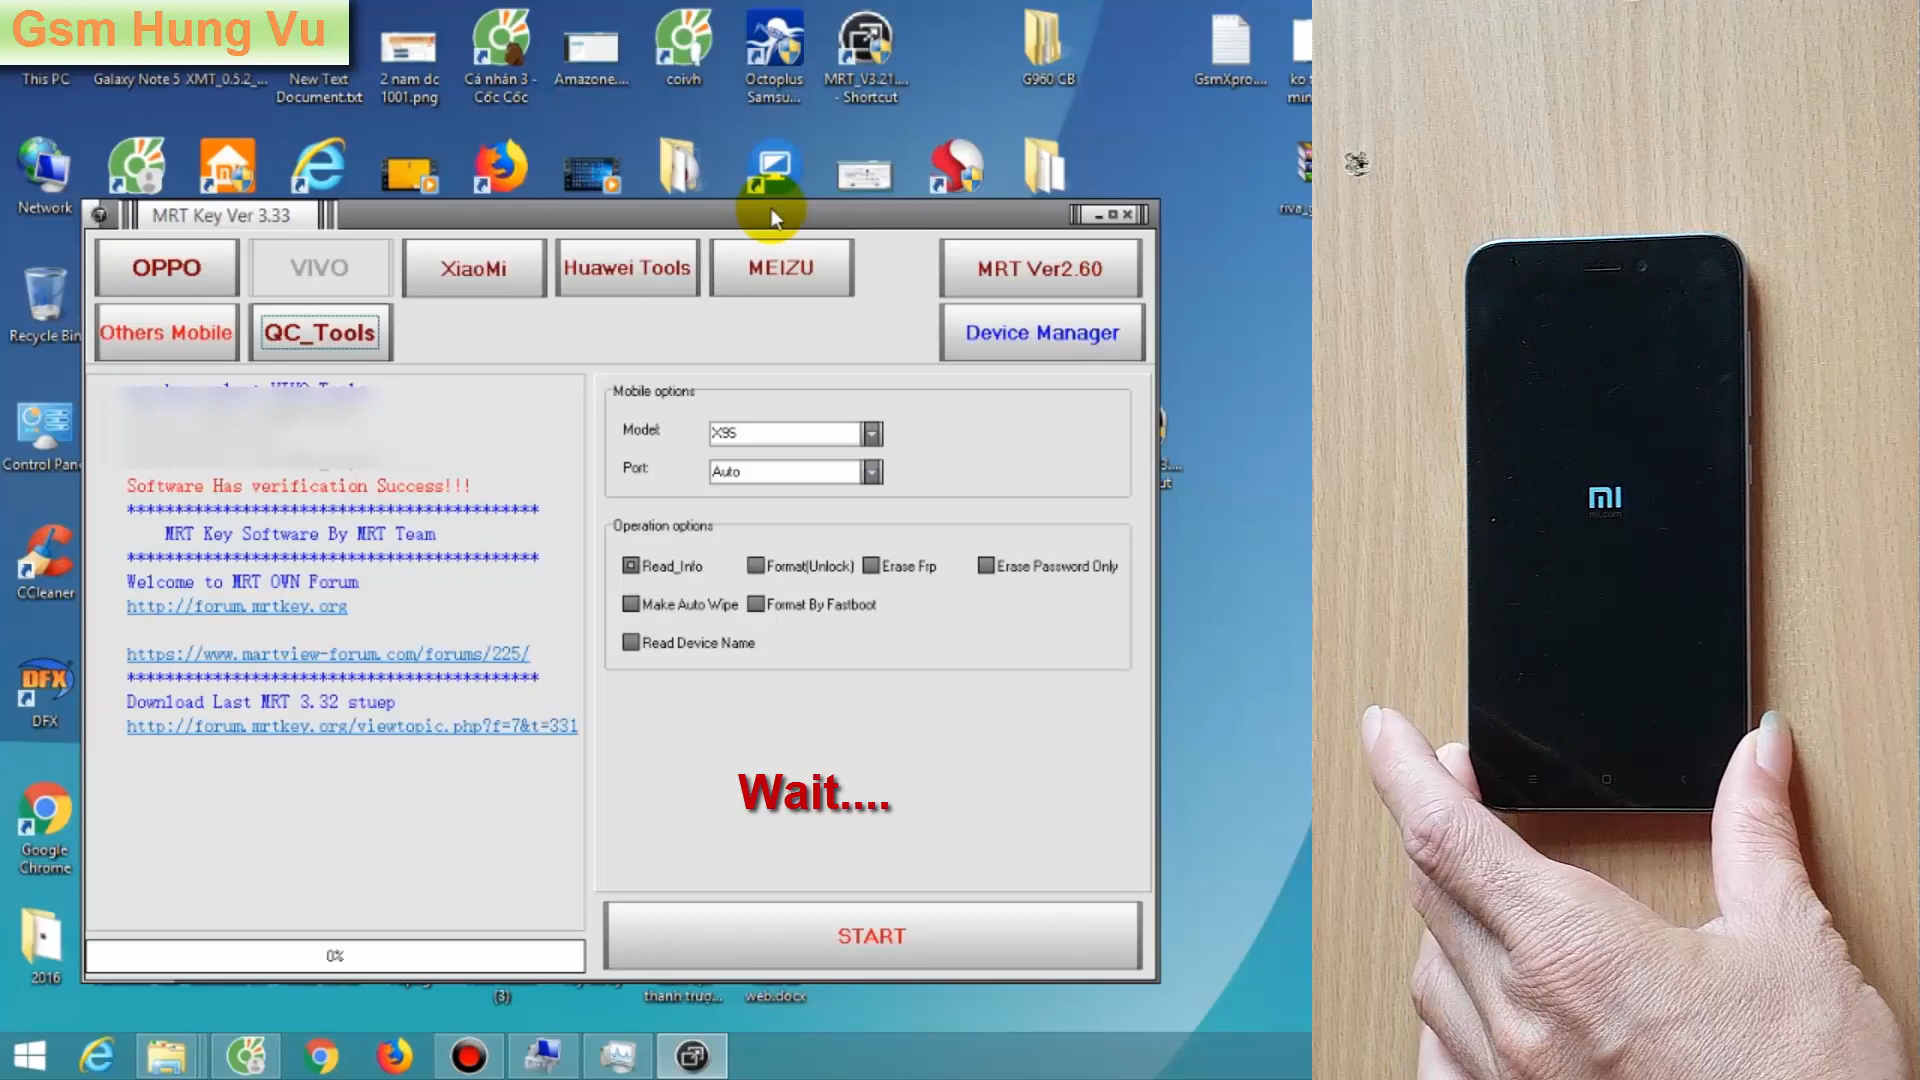 Gsm Hung Vu
This PC
Galaxy Note 5
XMT_0.5.2_...
New Text
Document.txt
2 nam dc
1001.png
Cá nhân 3 -
Cốc Cốc
Amazone....
coivh
Octoplus
Samsu...
MRT_V3.21....
- Shortcut
G960 CB
GsmXpro....
Network
Recycle Bin
Control Pane
CCleaner
DFX
DFX
Google
Chrome
2016
MRT Key Ver 3.33
OPPO
VIVO
XiaoMi
Huawei Tools
MEIZU
MRT Ver2.60
Others Mobile
QC_Tools
Device Manager
Software Has verification Success!!!
*******************************************
MRT Key Software By MRT Team
*******************************************
Welcome to MRT OWN Forum
http://forum.mrtkey.org
https://www.martview-forum.com/forums/225/
*******************************************
Download Last MRT 3.32 stuep
http://forum.mrtkey.org/viewtopic.php?f=7&t=331
0%
Mobile options
Model:
X9S
Port:
Auto
Operation options
Read_Info
Format(Unlock)
Erase Frp
Erase Password Only
Make Auto Wipe
Format By Fastboot
Read Device Name
Wait....
START
(3)
thanh trượ...
web.docx
mi
mi.com